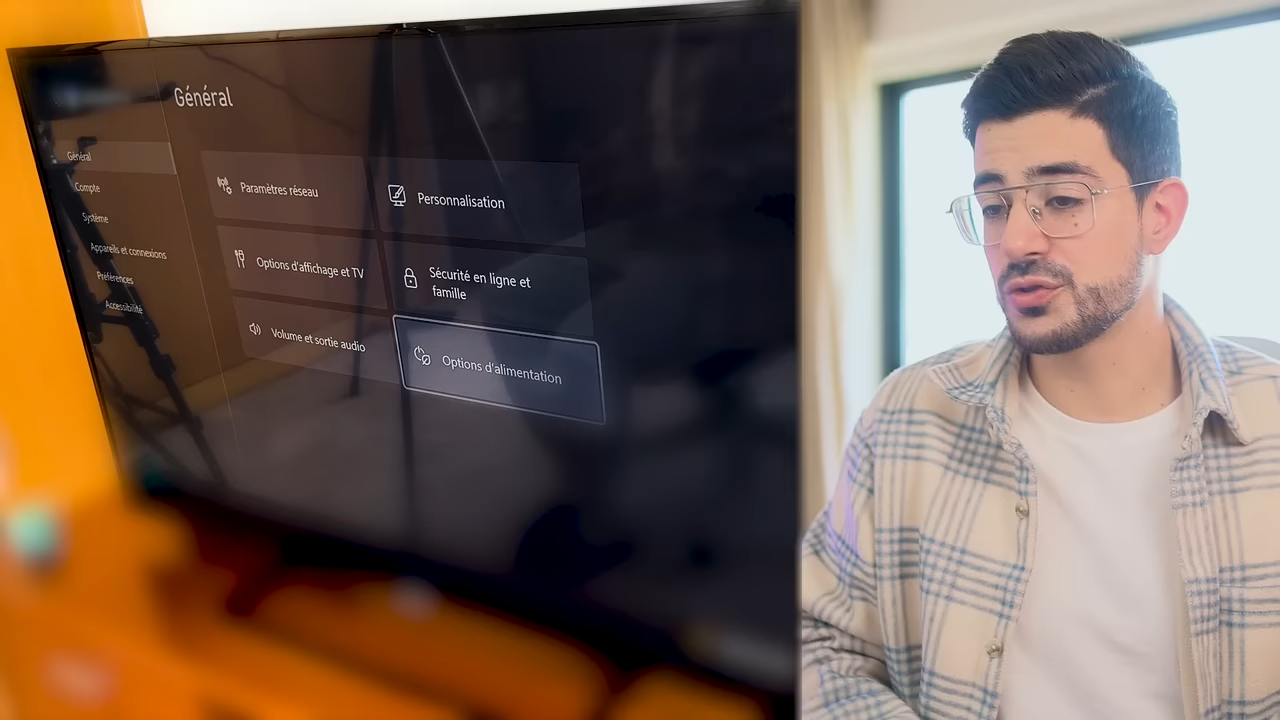 Général
Général
Compte
Système
Appareils et connexions
Préférences
Accessibilité
Paramètres réseau
Personnalisation
Options d'affichage et TV
Sécurité en ligne et
famille
Volume et sortie audio
Options d'alimentation